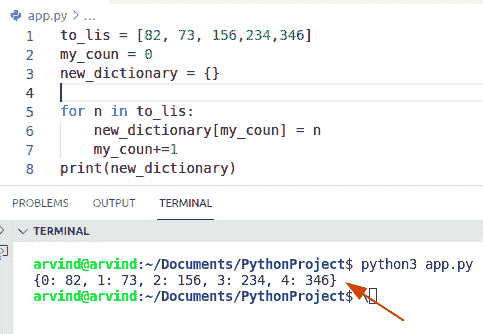 app.py > ...
1 to_lis = [82, 73, 156,234,346]
2 my_coun = 0
3 new_dictionary = {}
4
5 for n in to_lis:
6 new_dictionary[my_coun] = n
7 my_coun+=1
8 print(new_dictionary)
PROBLEMS OUTPUT TERMINAL
TERMINAL
arvind@arvind:~/Documents/PythonProject$ python3 app.py
{0: 82, 1: 73, 2: 156, 3: 234, 4: 346}
arvind@arvind:~/Documents/PythonProject$ \